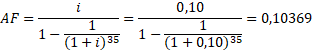 AF = i / (1 − 1/(1 + i)^35) = 0,10 / (1 − 1/(1 + 0,10)^35) = 0,10369